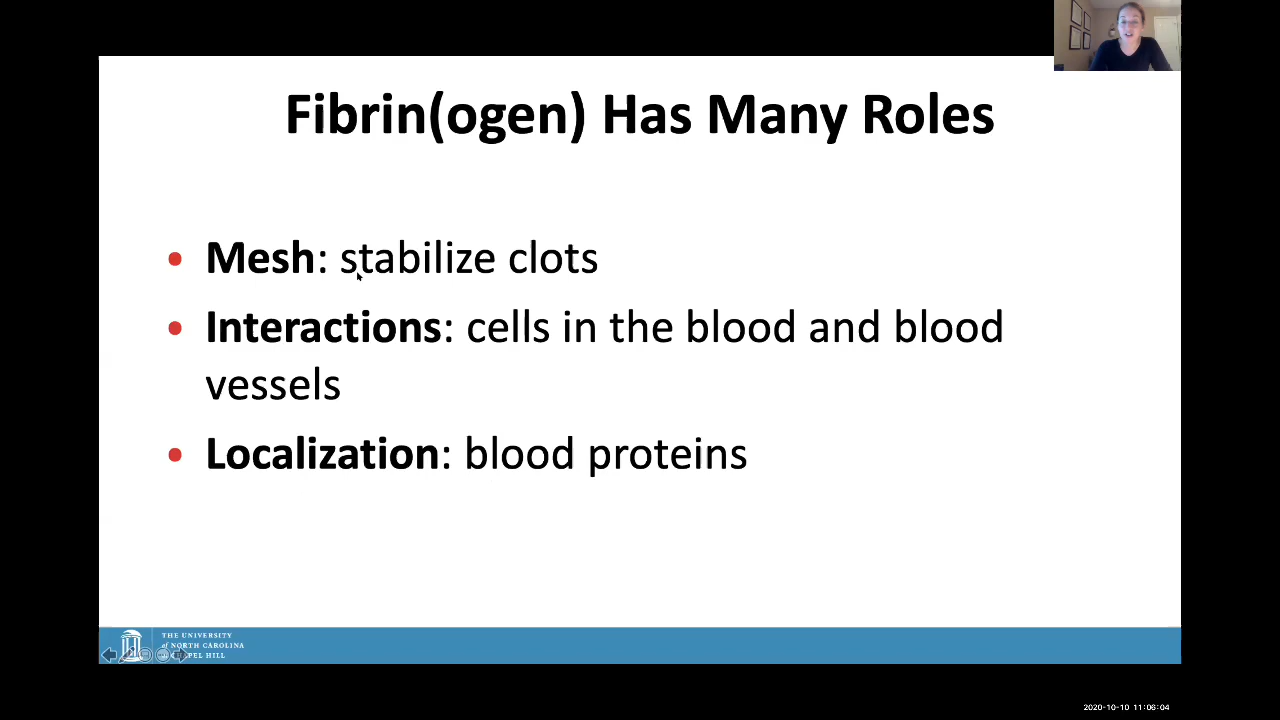 Fibrin(ogen) Has Many Roles
• Mesh: stabilize clots
• Interactions: cells in the blood and blood
vessels
• Localization: blood proteins
THE UNIVERSITY
of NORTH CAROLINA
HILL
2020-10-10 11:06:04